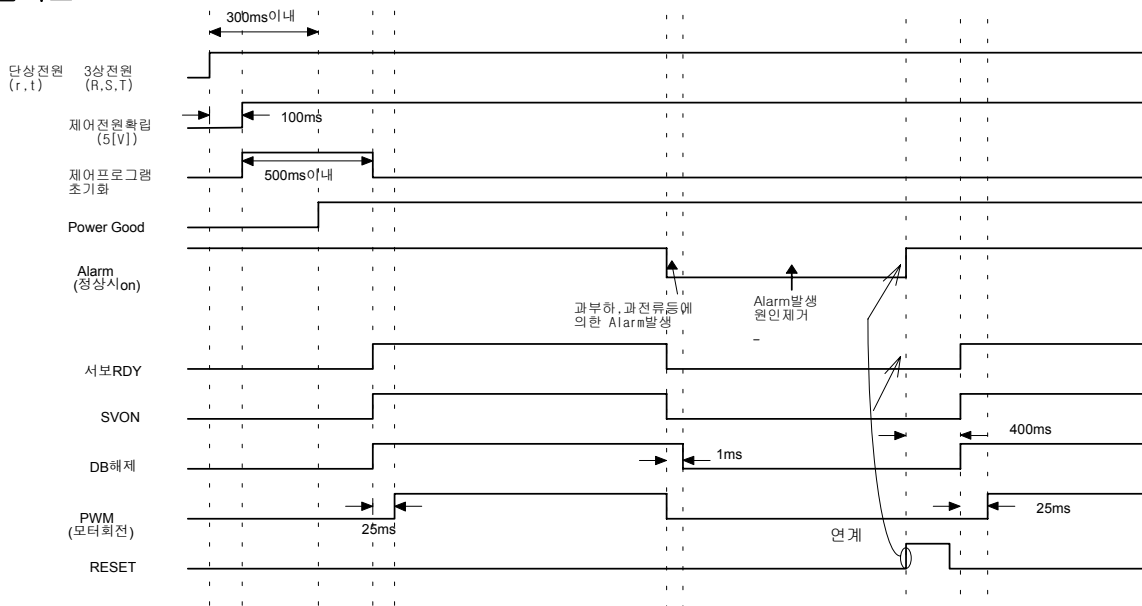 300ms이내
단상전원 3상전원
(r,t) (R,S,T)
100ms
제어전원확립
(5[V])
제어프로그램
초기화
500ms이내
Power Good
Alarm
(정상시on)
과부하,과전류등에
의한 Alarm발생
Alarm발생
원인제거
서보RDY
SVON
400ms
DB해제
1ms
PWM
(모터회전)
25ms
25ms
연계
RESET